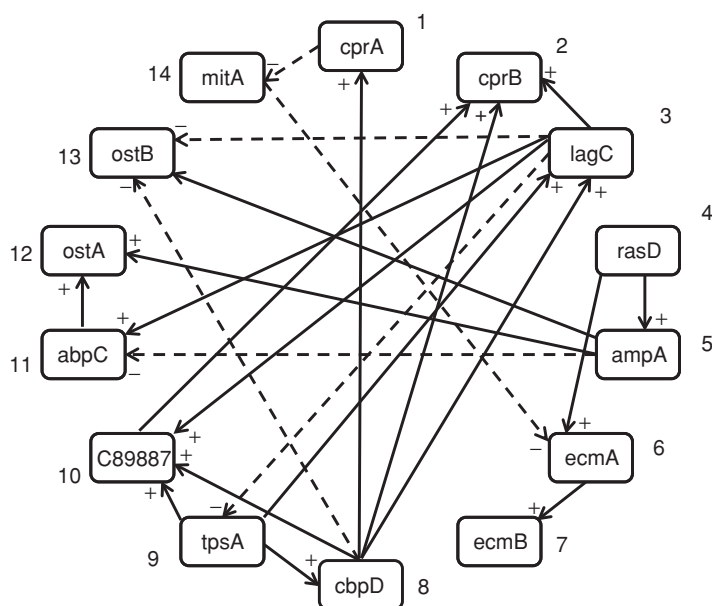 1
cprA
2
cprB
14
mitA
−
+
+
+
+
3
lagC
13
ostB
−
−
+
+
4
rasD
12
ostA
+
+
+
5
ampA
11
abpC
+
−
6
ecmA
+
−
10
C89887
+
+
+
7
ecmB
+
9
tpsA
−
8
cbpD
+